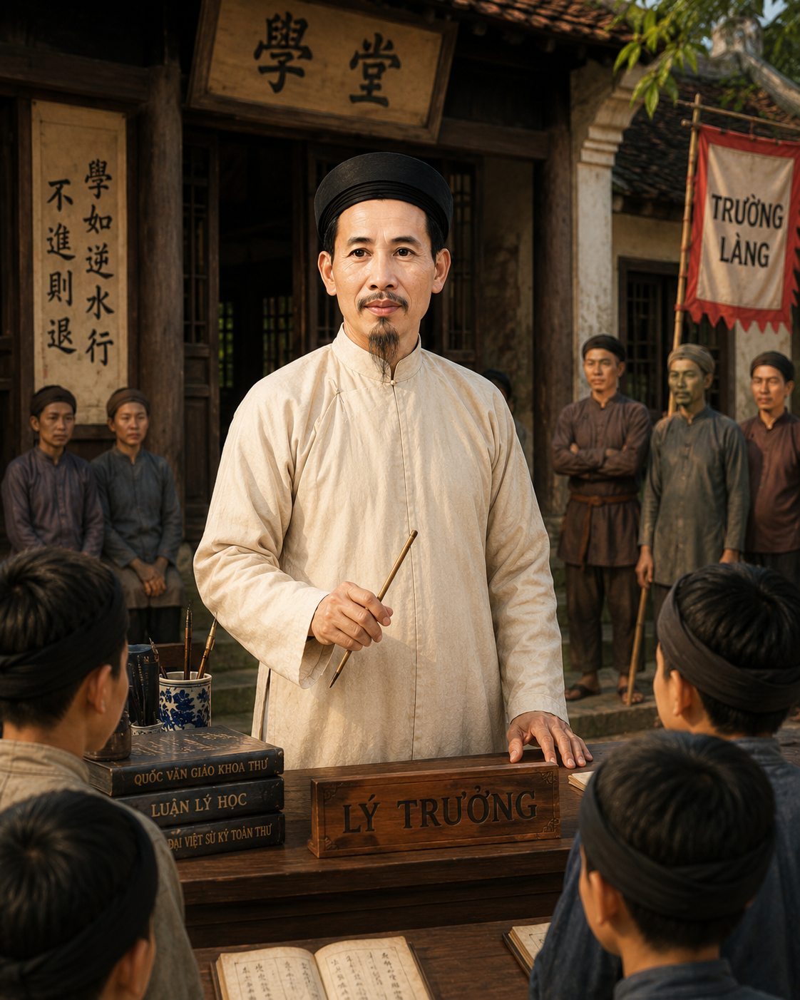 學堂
學如逆水行
不進則退
TRƯỜNG
LÀNG
QUỐC VĂN GIÁO KHOA THƯ
LUẬN LÝ HỌC
ĐẠI VIỆT SỬ KÝ TOÀN THƯ
LÝ TRƯỞNG